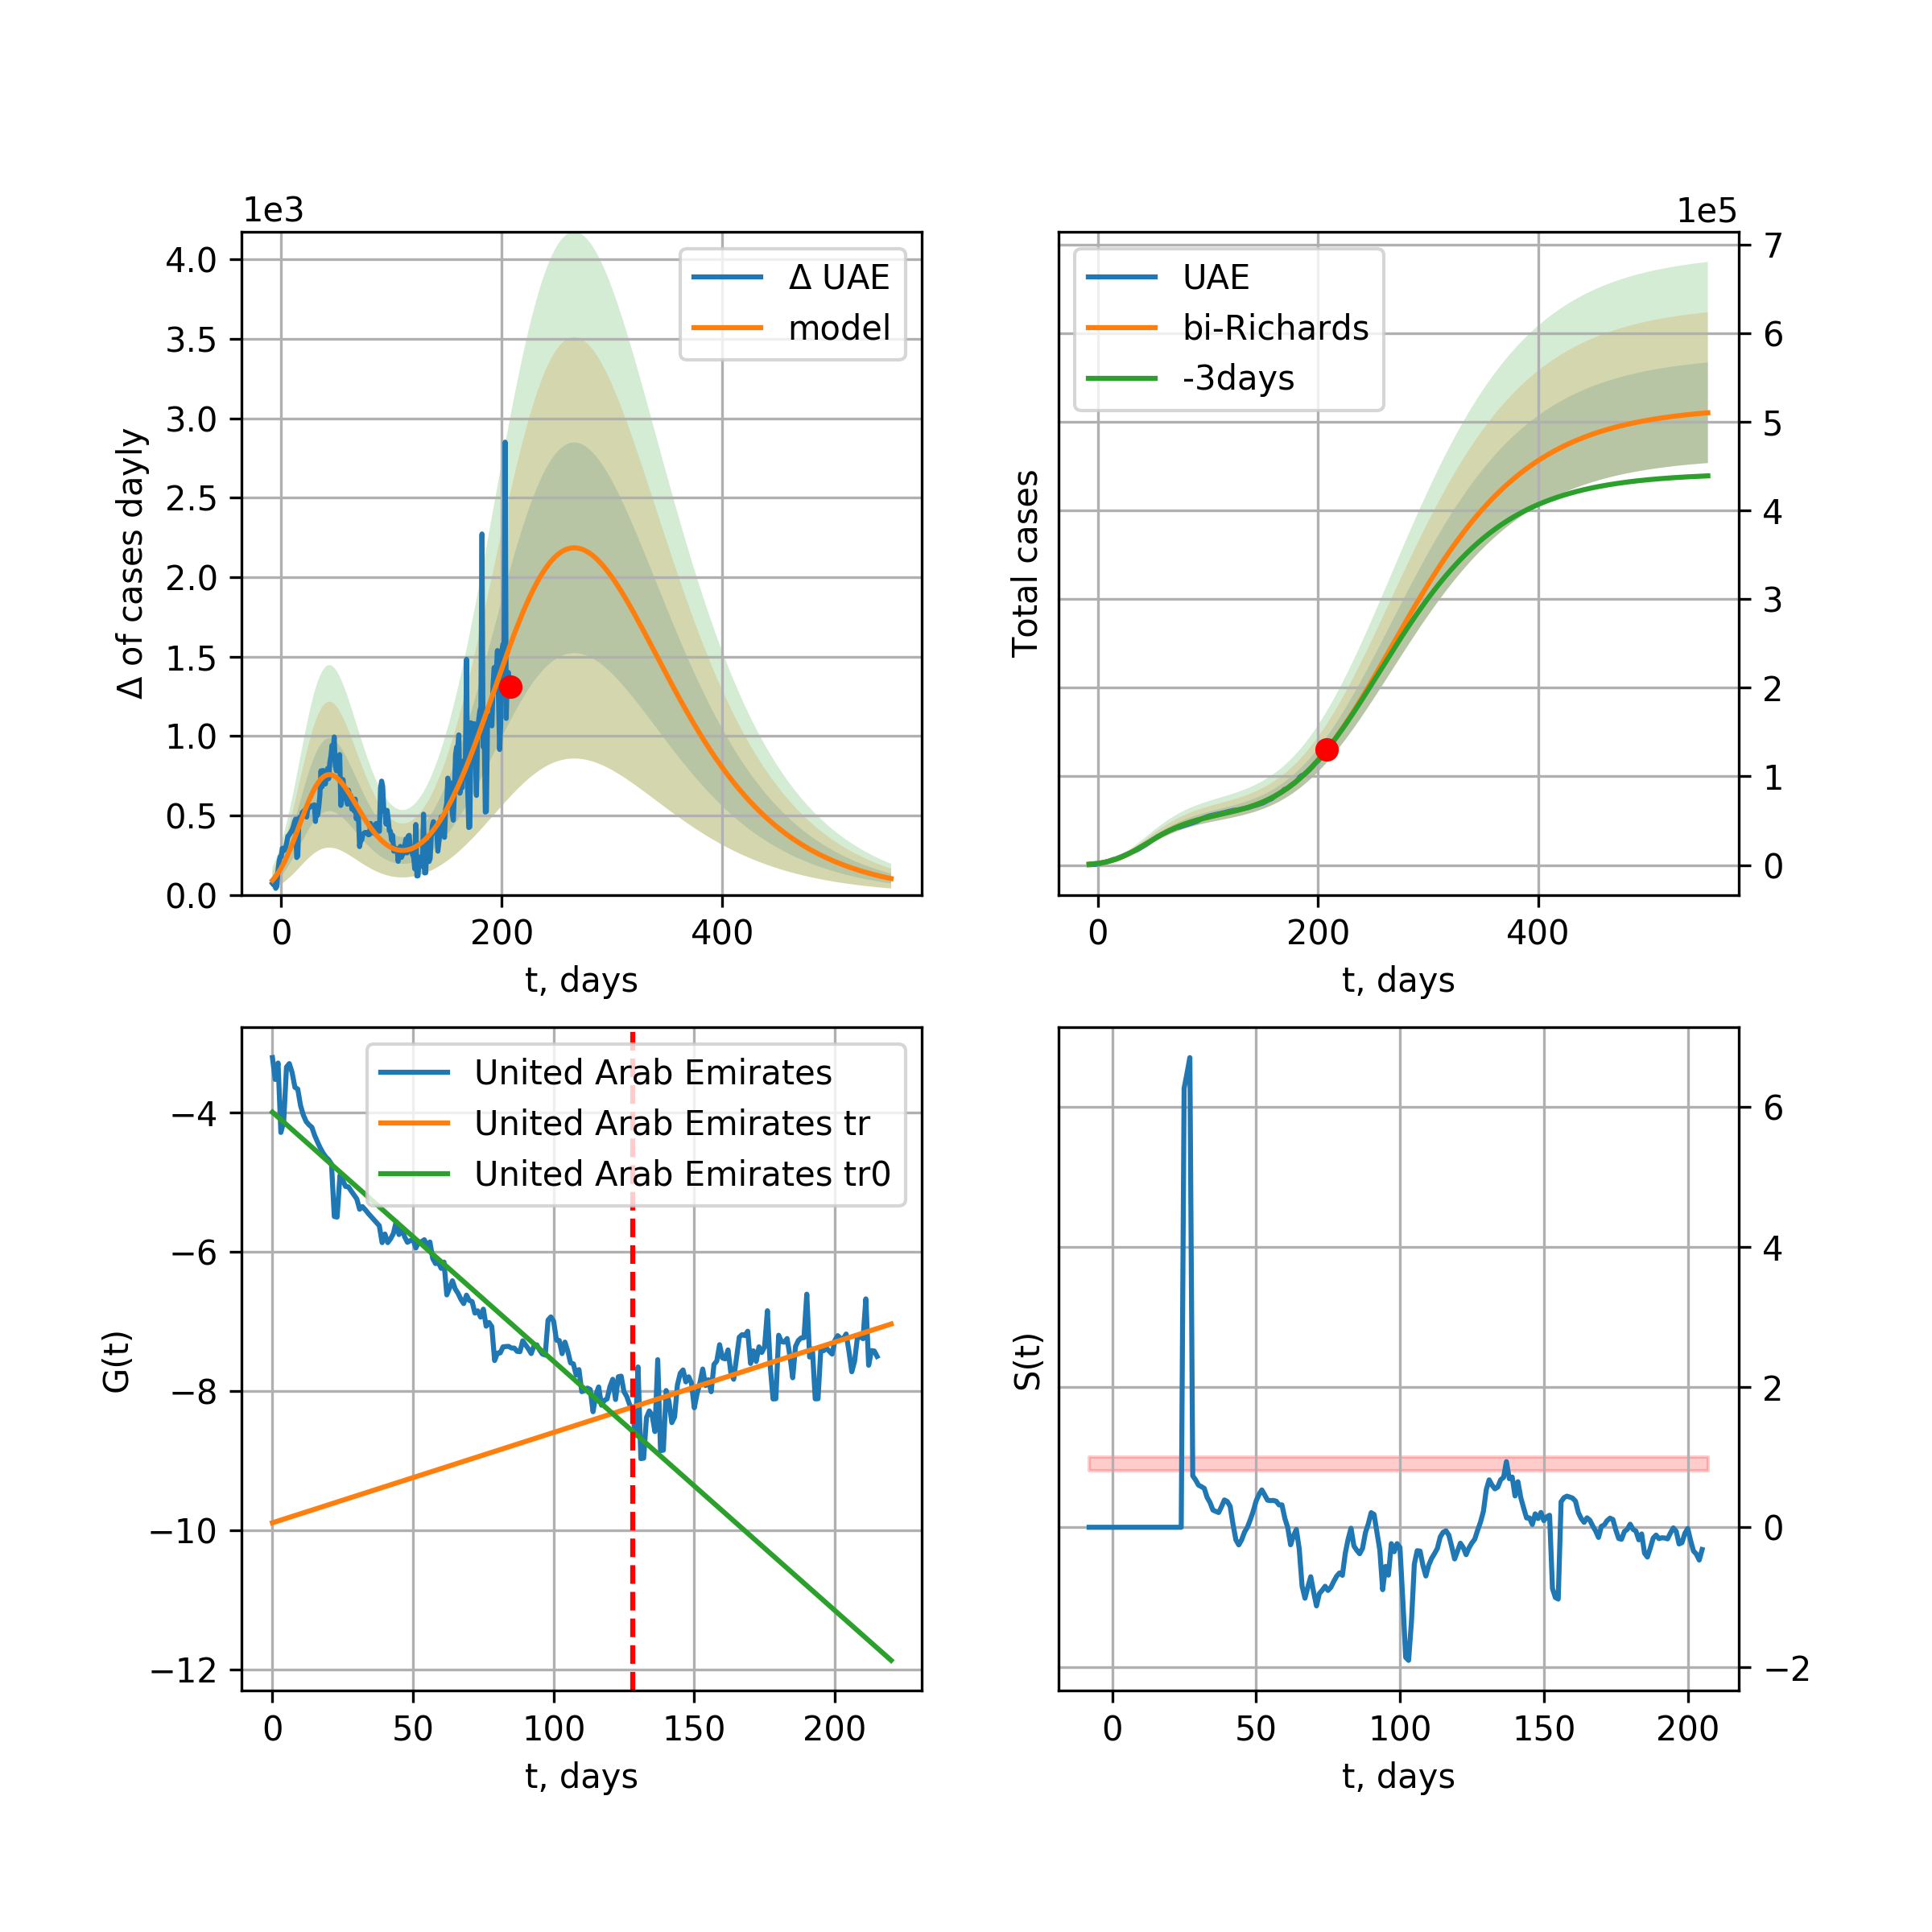 1e3
4.0
3.5
3.0
2.5
2.0
1.5
1.0
0.5
0.0
Δ of cases dayly
Δ UAE
model
0 200 400
t, days
1e5
7
6
5
4
3
2
1
0
Total cases
UAE
bi-Richards
-3days
0 200 400
t, days
−4
−6
−8
−10
−12
G(t)
United Arab Emirates
United Arab Emirates tr
United Arab Emirates tr0
0 50 100 150 200
t, days
6
4
2
0
−2
S(t)
0 50 100 150 200
t, days